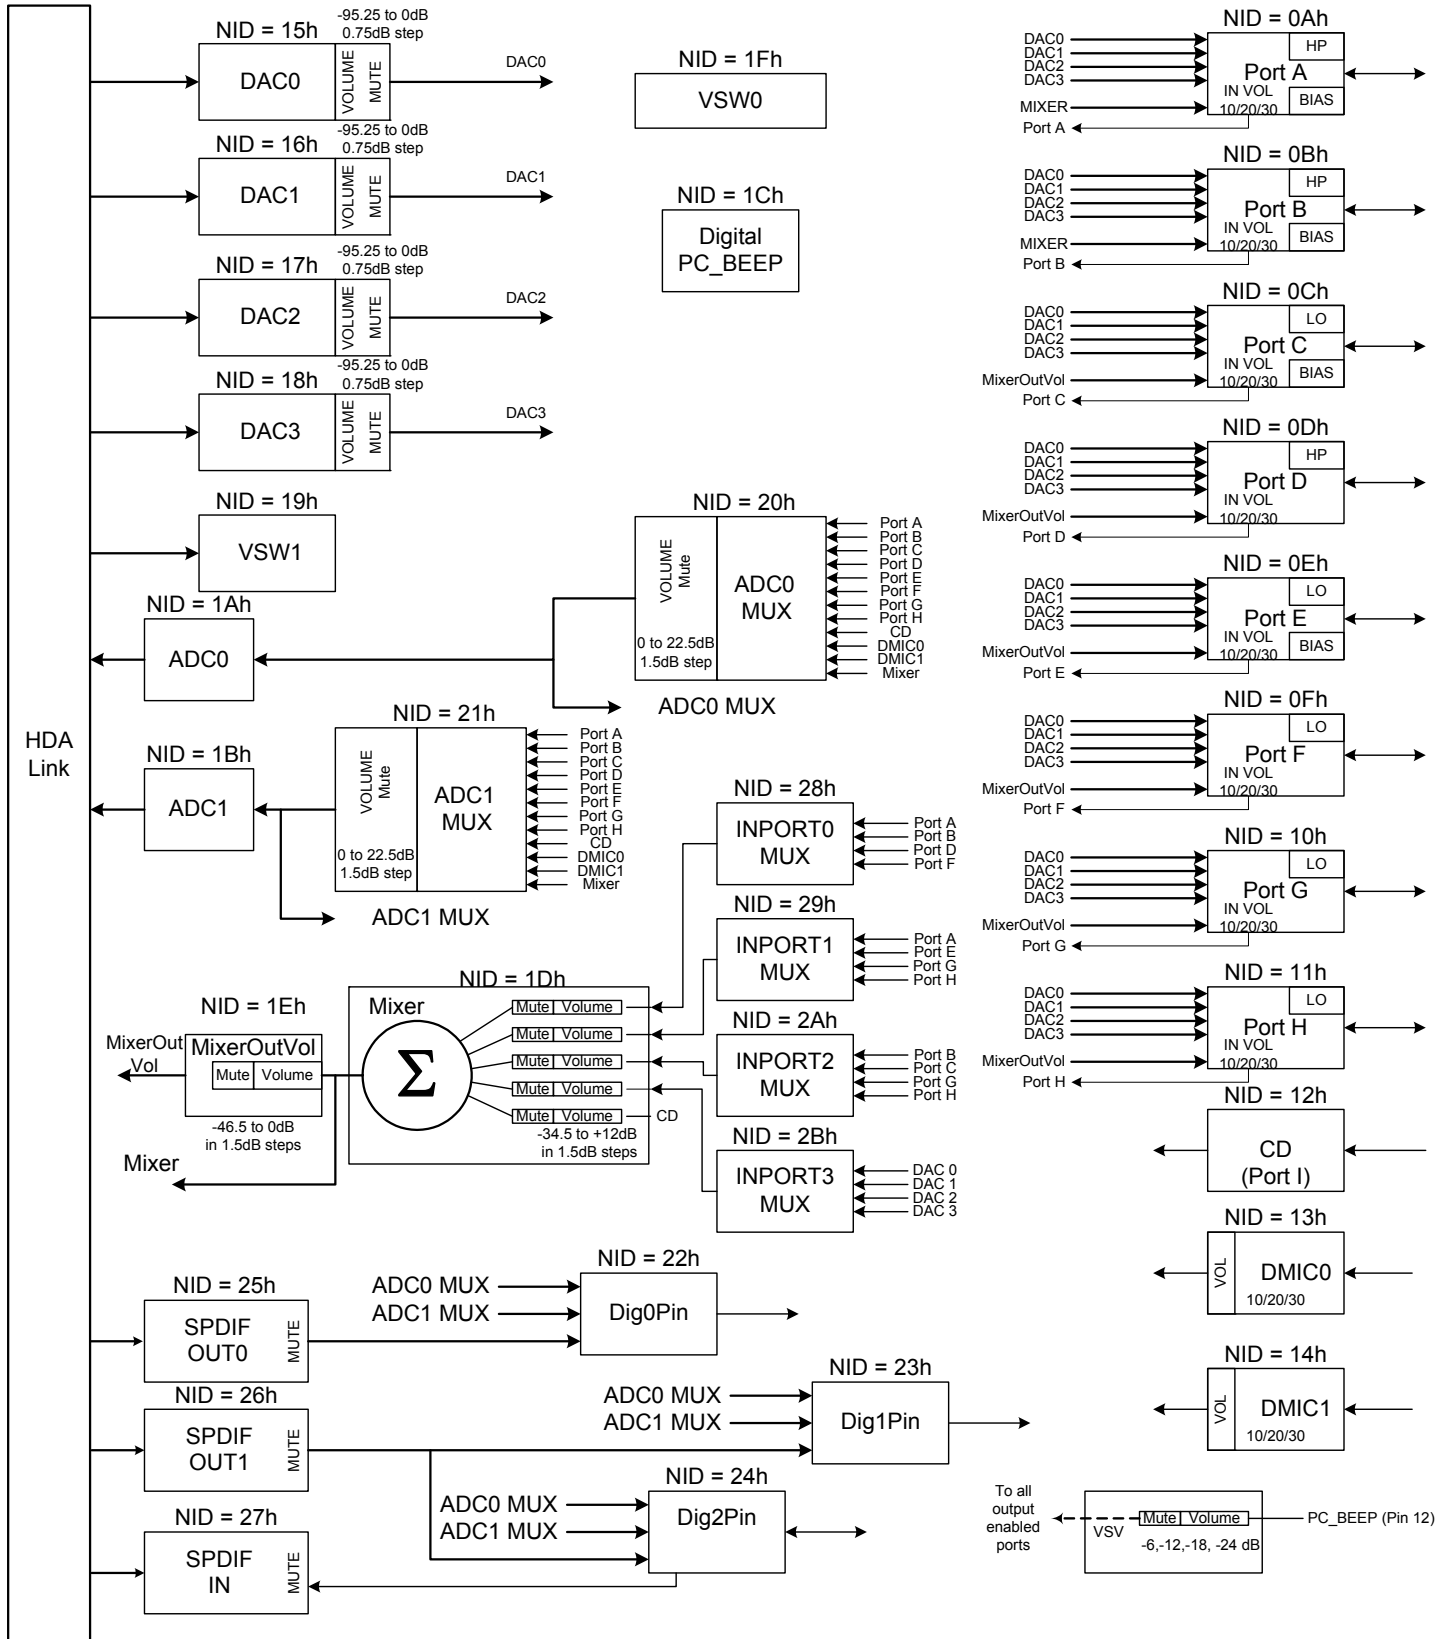 HDA
Link
NID = 15h
-95.25 to 0dB
0.75dB step
DAC0
VOLUME
MUTE
DAC0
NID = 16h
-95.25 to 0dB
0.75dB step
DAC1
VOLUME
MUTE
DAC1
NID = 17h
-95.25 to 0dB
0.75dB step
DAC2
VOLUME
MUTE
DAC2
NID = 18h
-95.25 to 0dB
0.75dB step
DAC3
VOLUME
MUTE
DAC3
NID = 19h
VSW1
NID = 1Fh
VSW0
NID = 1Ch
Digital
PC_BEEP
NID = 1Ah
ADC0
NID = 20h
VOLUME
Mute
0 to 22.5dB
1.5dB step
ADC0
MUX
Port A
Port B
Port C
Port D
Port E
Port F
Port G
Port H
CD
DMIC0
DMIC1
Mixer
ADC0 MUX
NID = 1Bh
ADC1
NID = 21h
VOLUME
Mute
0 to 22.5dB
1.5dB step
ADC1
MUX
Port A
Port B
Port C
Port D
Port E
Port F
Port G
Port H
CD
DMIC0
DMIC1
Mixer
ADC1 MUX
NID = 28h
INPORT0
MUX
Port A
Port B
Port D
Port F
NID = 29h
INPORT1
MUX
Port A
Port E
Port G
Port H
NID = 2Ah
INPORT2
MUX
Port B
Port C
Port G
Port H
NID = 2Bh
INPORT3
MUX
DAC 0
DAC 1
DAC 2
DAC 3
NID = 1Dh
Mixer
Σ
Mute Volume
Mute Volume
Mute Volume
Mute Volume
Mute Volume CD
-34.5 to +12dB
in 1.5dB steps
NID = 1Eh
MixerOutVol
Mute Volume
-46.5 to 0dB
in 1.5dB steps
MixerOut
Vol
Mixer
NID = 25h
SPDIF
OUT0
MUTE
NID = 22h
ADC0 MUX
ADC1 MUX
Dig0Pin
NID = 26h
SPDIF
OUT1
MUTE
NID = 23h
ADC0 MUX
ADC1 MUX
Dig1Pin
NID = 27h
SPDIF
IN
MUTE
NID = 24h
ADC0 MUX
ADC1 MUX
Dig2Pin
NID = 0Ah
DAC0
DAC1
DAC2
DAC3
MIXER
Port A
HP
Port A
IN VOL
10/20/30
BIAS
NID = 0Bh
DAC0
DAC1
DAC2
DAC3
MIXER
Port B
HP
Port B
IN VOL
10/20/30
BIAS
NID = 0Ch
DAC0
DAC1
DAC2
DAC3
MixerOutVol
Port C
LO
Port C
IN VOL
10/20/30
BIAS
NID = 0Dh
DAC0
DAC1
DAC2
DAC3
MixerOutVol
Port D
HP
Port D
IN VOL
10/20/30
NID = 0Eh
DAC0
DAC1
DAC2
DAC3
MixerOutVol
Port E
LO
Port E
IN VOL
10/20/30
BIAS
NID = 0Fh
DAC0
DAC1
DAC2
DAC3
MixerOutVol
Port F
LO
Port F
IN VOL
10/20/30
NID = 10h
DAC0
DAC1
DAC2
DAC3
MixerOutVol
Port G
LO
Port G
IN VOL
10/20/30
NID = 11h
DAC0
DAC1
DAC2
DAC3
MixerOutVol
Port H
LO
Port H
IN VOL
10/20/30
NID = 12h
CD
(Port I)
NID = 13h
VOL
DMIC0
10/20/30
NID = 14h
VOL
DMIC1
10/20/30
To all
output
enabled
ports
VSV
Mute Volume
-6,-12,-18, -24 dB
PC_BEEP (Pin 12)